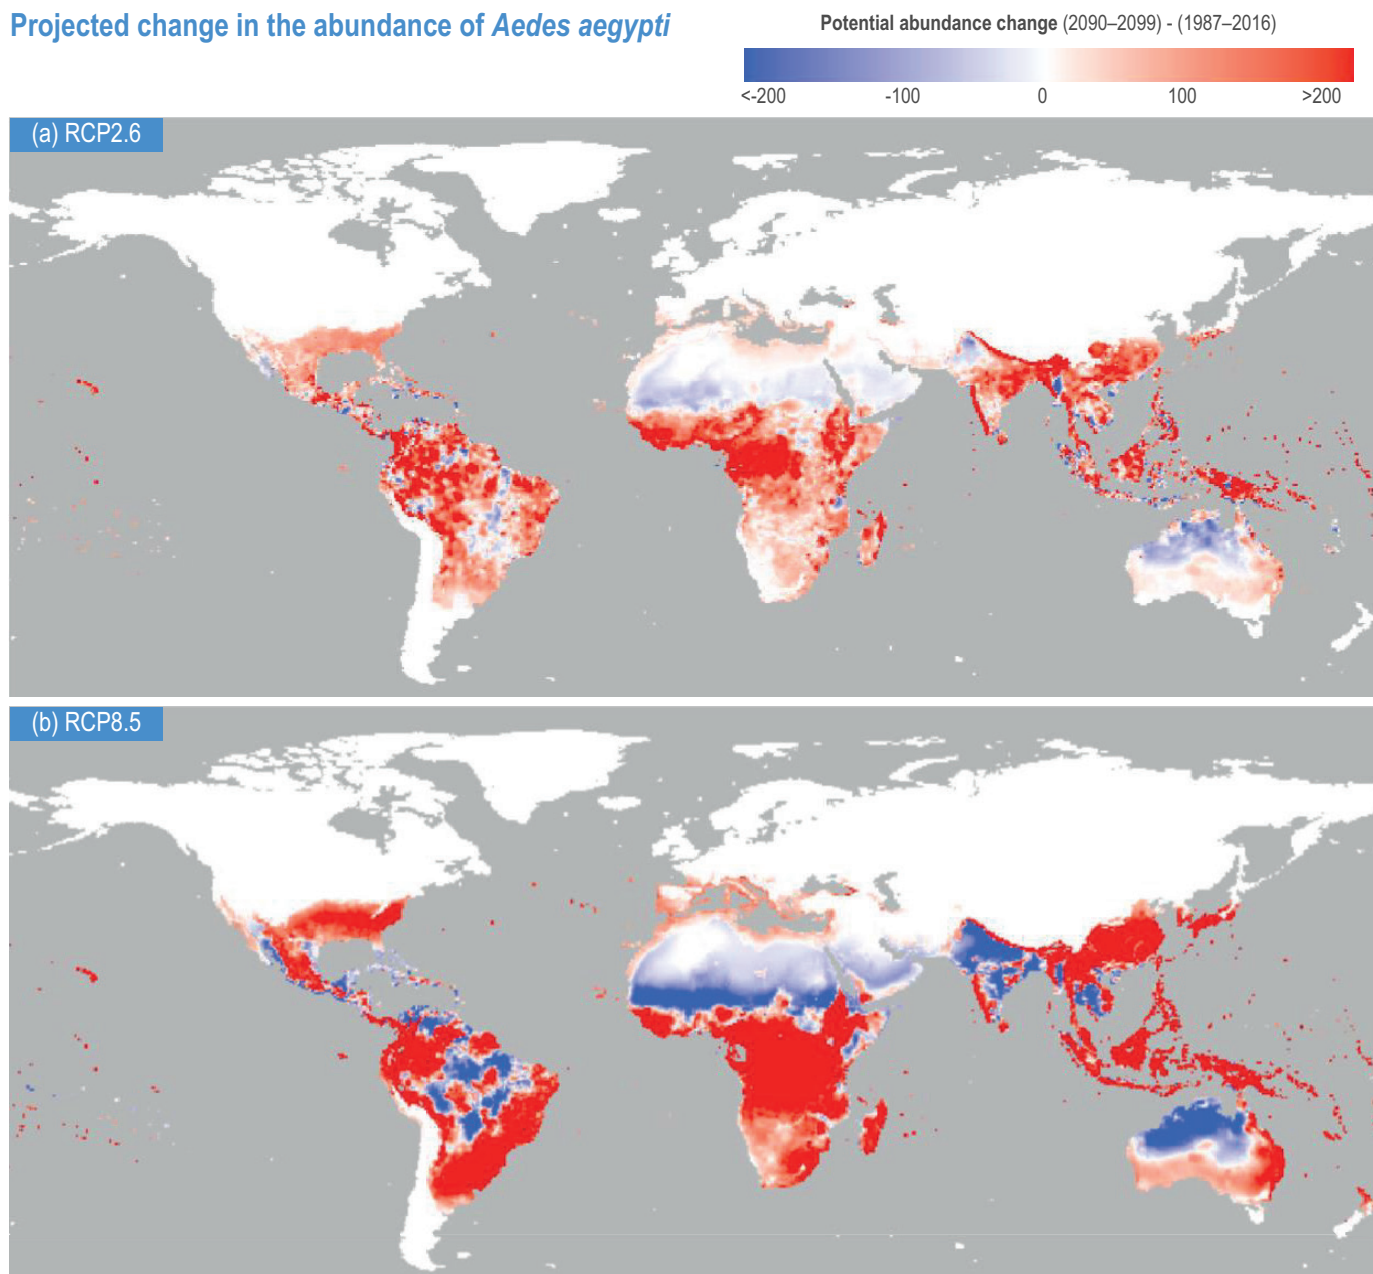 Projected change in the abundance of Aedes aegypti
Potential abundance change (2090–2099) - (1987–2016)
<-200 -100 0 100 >200
(a) RCP2.6
(b) RCP8.5